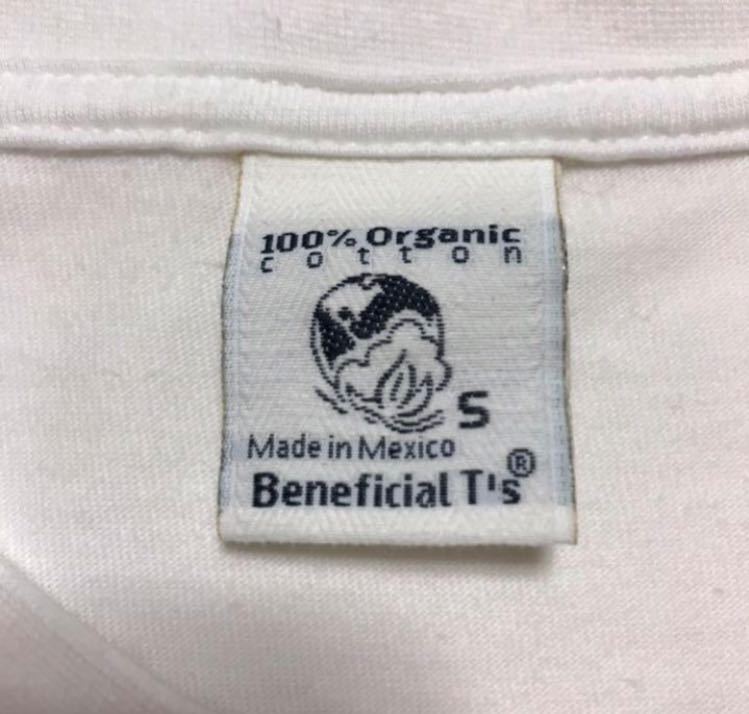 100% Organic
cotton
S
Made in Mexico
Beneficial T's®